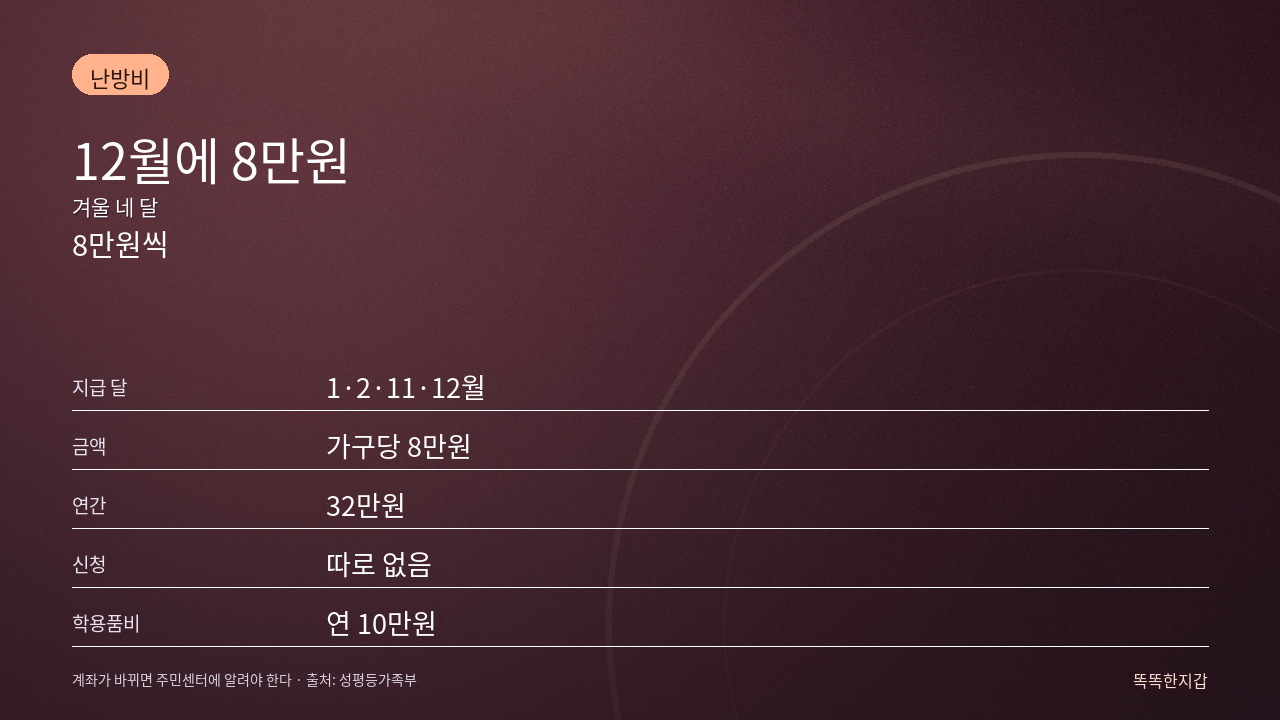 난방비
12월에 8만원
겨울 네 달
8만원씩
지급 달 1·2·11·12월
금액 가구당 8만원
연간 32만원
신청 따로 없음
학용품비 연 10만원
계좌가 바뀌면 주민센터에 알려야 한다 · 출처: 성평등가족부
똑똑한지갑